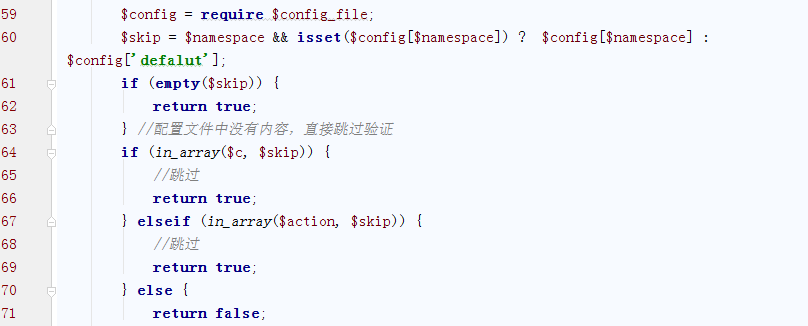 59 $config = require $config_file;
60 $skip = $namespace && isset($config[$namespace]) ? $config[$namespace] :
$config['defalut'];
61 if (empty($skip)) {
62 return true;
63 } //配置文件中没有内容，直接跳过验证
64 if (in_array($c, $skip)) {
65 //跳过
66 return true;
67 } elseif (in_array($action, $skip)) {
68 //跳过
69 return true;
70 } else {
71 return false;